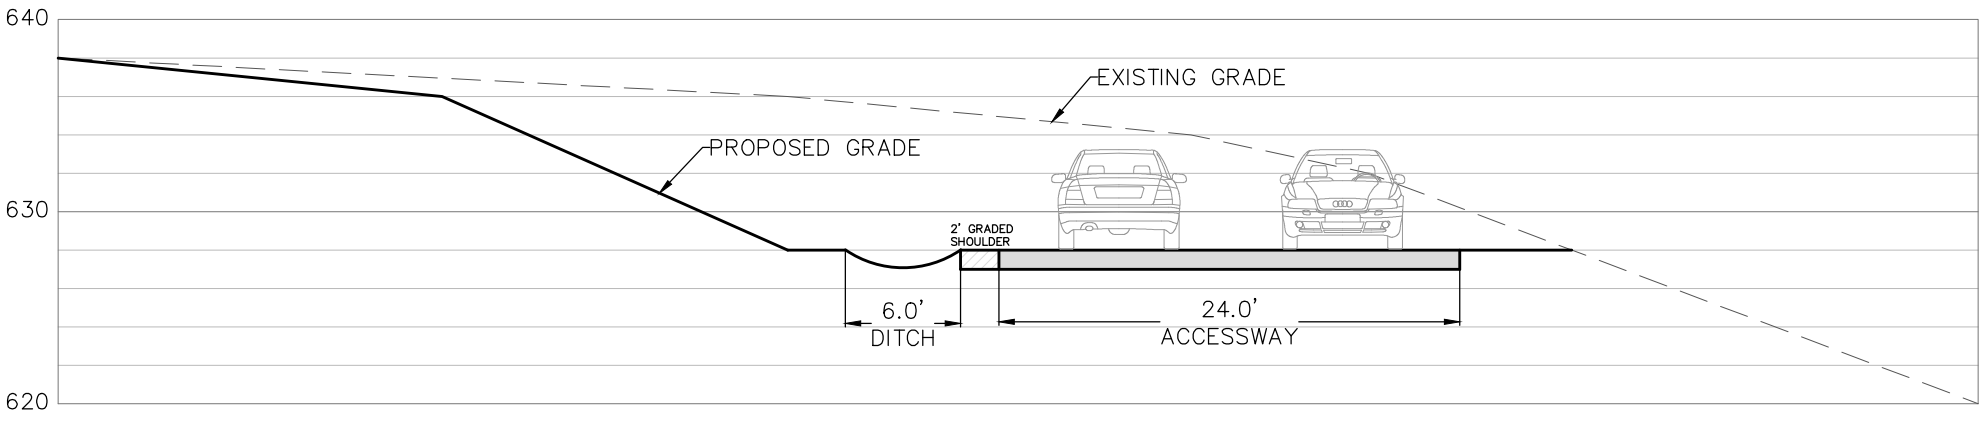 640
EXISTING GRADE
PROPOSED GRADE
630
2' GRADED
SHOULDER
6.0'
DITCH
24.0'
ACCESSWAY
620